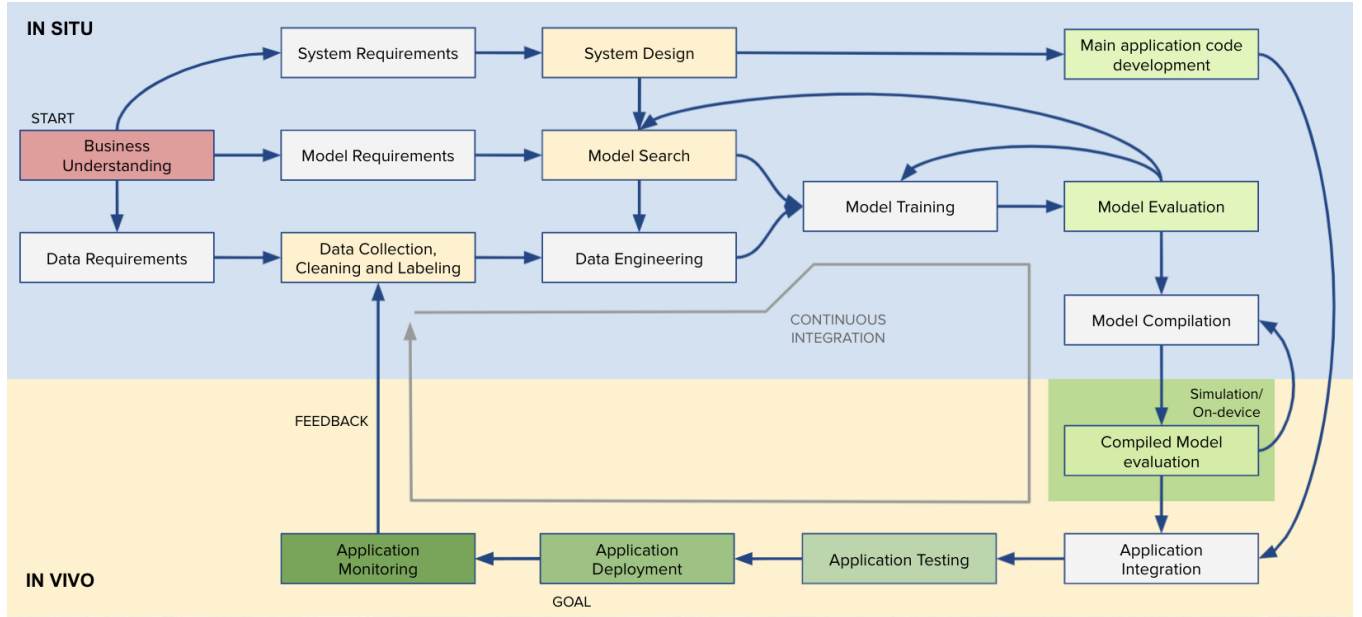 IN SITU
System Requirements
System Design
Main application code
development
START
Business
Understanding
Model Requirements
Model Search
Model Training
Model Evaluation
Data Requirements
Data Collection,
Cleaning and Labeling
Data Engineering
CONTINUOUS
INTEGRATION
Model Compilation
Simulation/
On-device
FEEDBACK
Compiled Model
evaluation
IN VIVO
Application
Monitoring
Application
Deployment
GOAL
Application Testing
Application
Integration